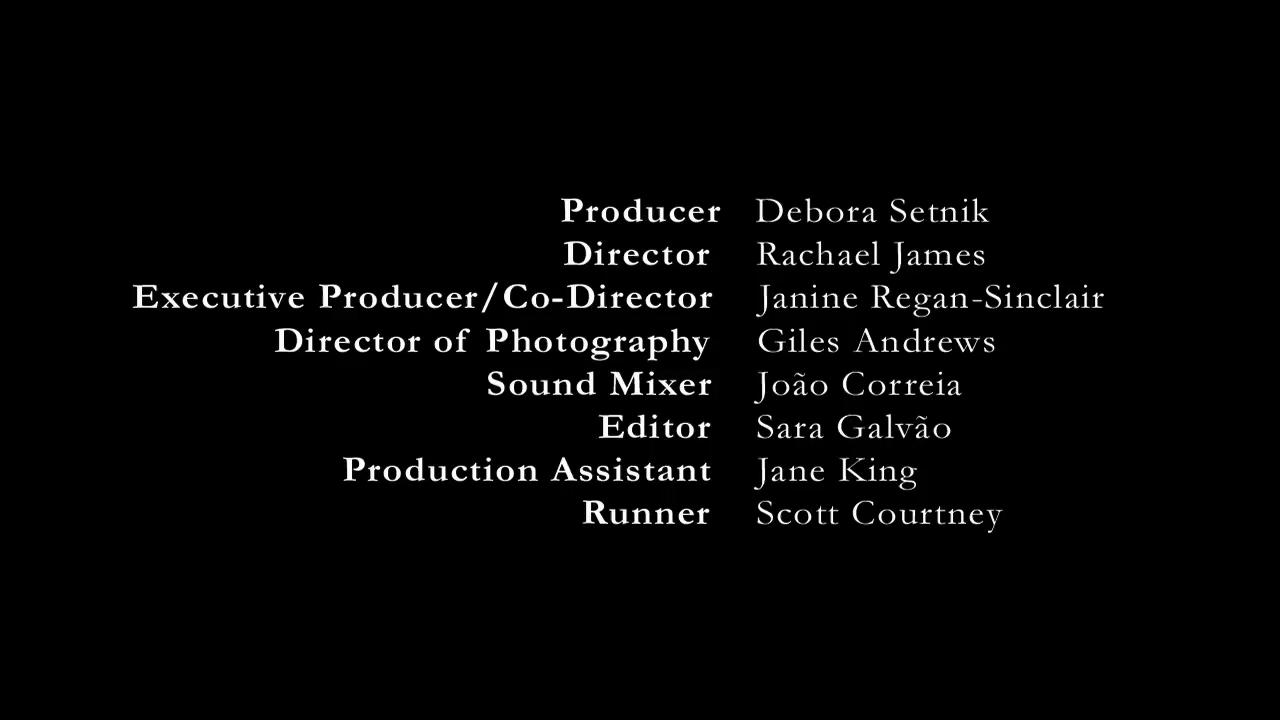 Producer Debora Setnik
Director Rachael James
Executive Producer/Co-Director Janine Regan-Sinclair
Director of Photography Giles Andrews
Sound Mixer João Correia
Editor Sara Galvão
Production Assistant Jane King
Runner Scott Courtney